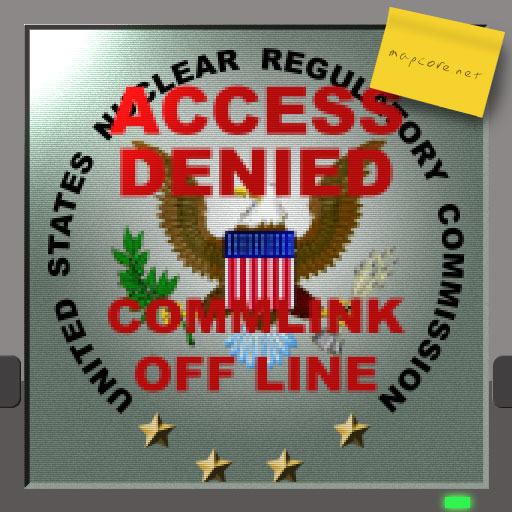 mapcore.net
UNITED STATES NUCLEAR REGULATORY COMMISSION
ACCESS
DENIED
COMMLINK
OFF LINE